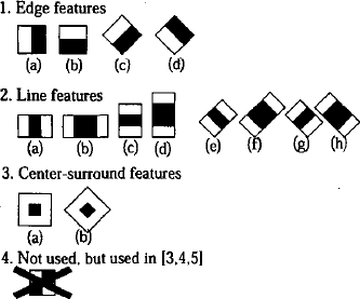 1. Edge features
(a) (b) (c) (d)
2. Line features
(a) (b) (c) (d) (e) (f) (g) (h)
3. Center-surround features
(a) (b)
4. Not used, but used in [3,4,5]